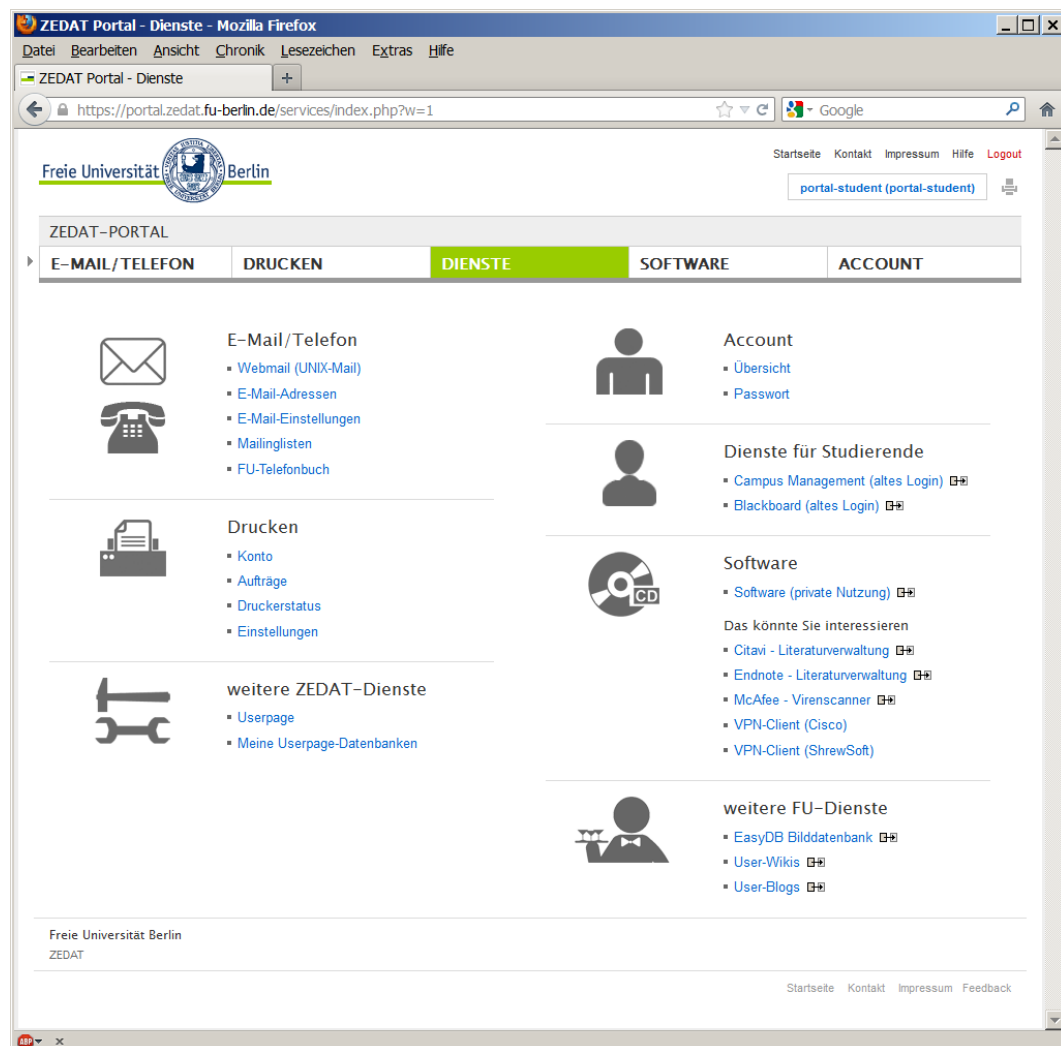 ZEDAT Portal - Dienste - Mozilla Firefox
Datei Bearbeiten Ansicht Chronik Lesezeichen Extras Hilfe
ZEDAT Portal - Dienste
https://portal.zedat.fu-berlin.de/services/index.php?w=1
Google
Startseite Kontakt Impressum Hilfe Logout
Freie Universität Berlin
portal-student (portal-student)
ZEDAT-PORTAL
E-MAIL/TELEFON DRUCKEN DIENSTE SOFTWARE ACCOUNT
E-Mail/Telefon
Webmail (UNIX-Mail)
E-Mail-Adressen
E-Mail-Einstellungen
Mailinglisten
FU-Telefonbuch
Drucken
Konto
Aufträge
Druckerstatus
Einstellungen
weitere ZEDAT-Dienste
Userpage
Meine Userpage-Datenbanken
Account
Übersicht
Passwort
Dienste für Studierende
Campus Management (altes Login)
Blackboard (altes Login)
CD
Software
Software (private Nutzung)
Das könnte Sie interessieren
Citavi - Literaturverwaltung
Endnote - Literaturverwaltung
McAfee - Virenscanner
VPN-Client (Cisco)
VPN-Client (ShrewSoft)
weitere FU-Dienste
EasyDB Bilddatenbank
User-Wikis
User-Blogs
Freie Universität Berlin
ZEDAT
Startseite Kontakt Impressum Feedback
ABP